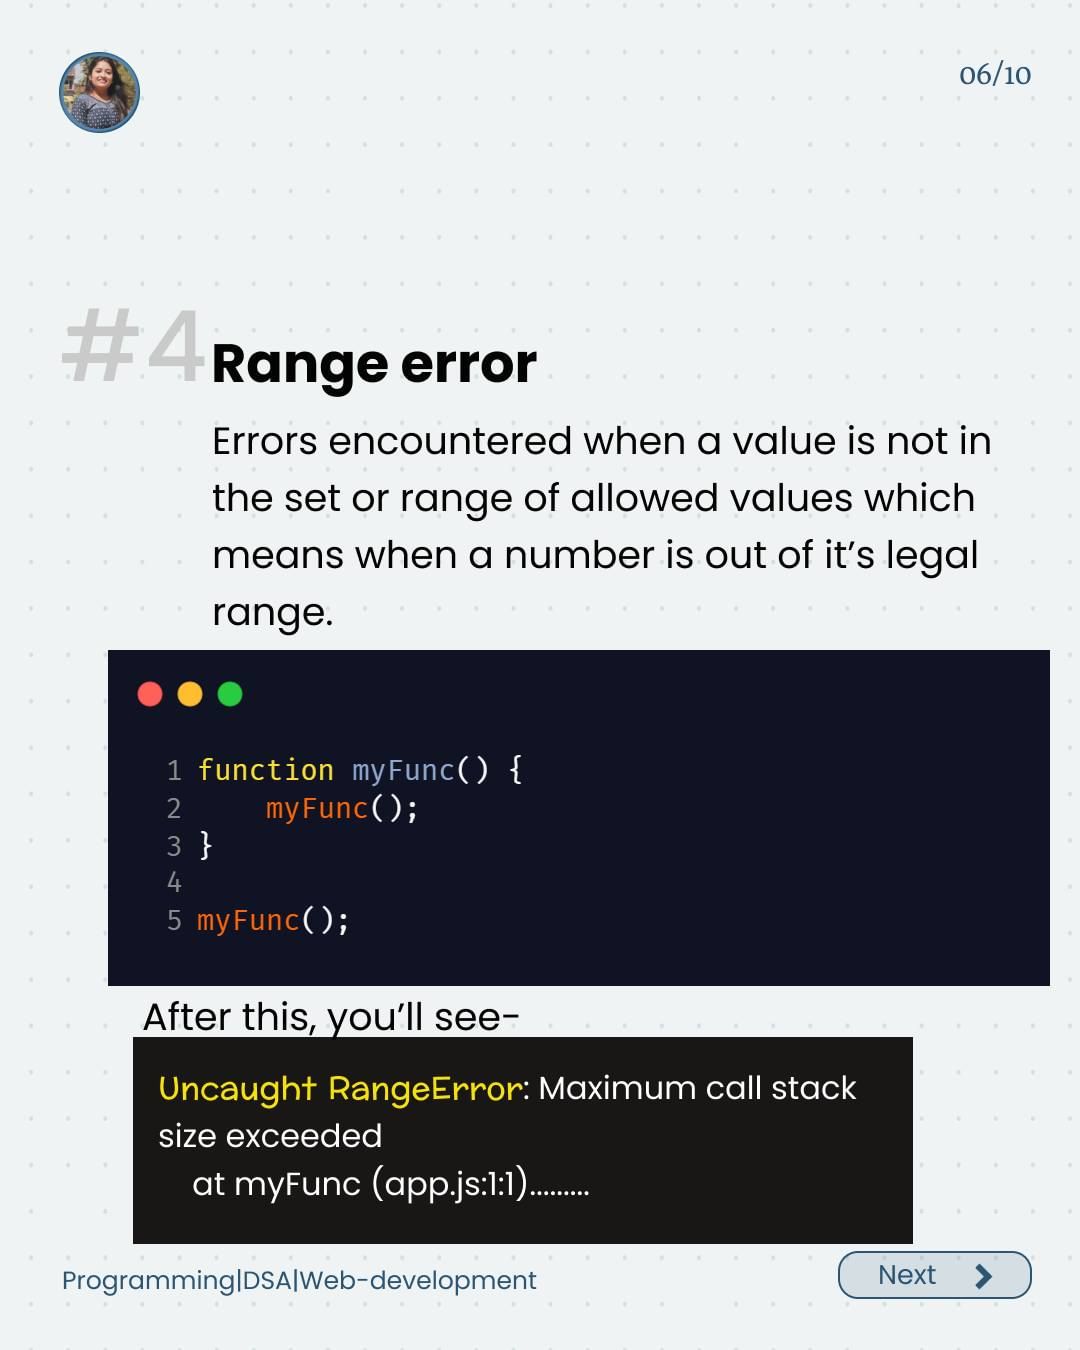 06/10
#4 Range error
Errors encountered when a value is not in
the set or range of allowed values which
means when a number is out of it’s legal
range.
1 function myFunc() {
2     myFunc();
3 }
4
5 myFunc();
After this, you’ll see-
Uncaught RangeError: Maximum call stack
size exceeded
    at myFunc (app.js:1:1).........
Programming|DSA|Web-development
Next